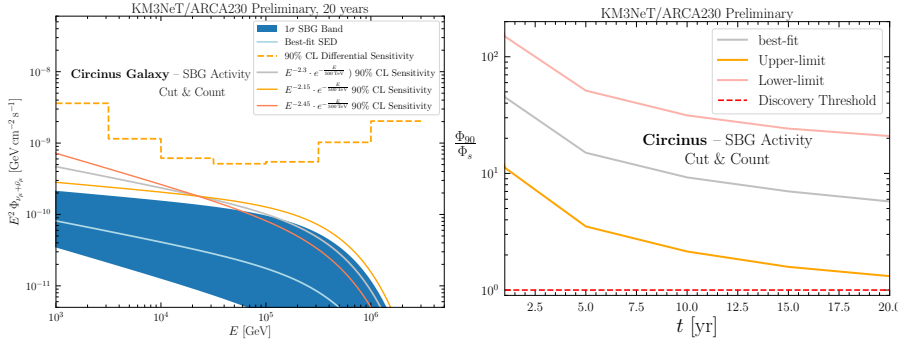 KM3NeT/ARCA230 Preliminary, 20 years
1σ SBG Band
Best-fit SED
90% CL Differential Sensitivity
E^{-2.3} · e^{-\frac{E}{500 TeV}} ) 90% CL Sensitivity
E^{-2.15} · e^{-\frac{E}{500 TeV}} 90% CL Sensitivity
E^{-2.45} · e^{-\frac{E}{500 TeV}} 90% CL Sensitivity
Circinus Galaxy – SBG Activity
Cut & Count
E² Φ_{ν_μ+ν̄_μ} [GeV cm⁻² s⁻¹]
10⁻⁸
10⁻⁹
10⁻¹⁰
10⁻¹¹
10³ 10⁴ 10⁵ 10⁶ 10⁷
E [GeV]
KM3NeT/ARCA230 Preliminary
best-fit
Upper-limit
Lower-limit
Discovery Threshold
Circinus – SBG Activity
Cut & Count
Φ₉₀/Φₛ
10²
10¹
10⁰
2.5 5.0 7.5 10.0 12.5 15.0 17.5 20.0
t [yr]